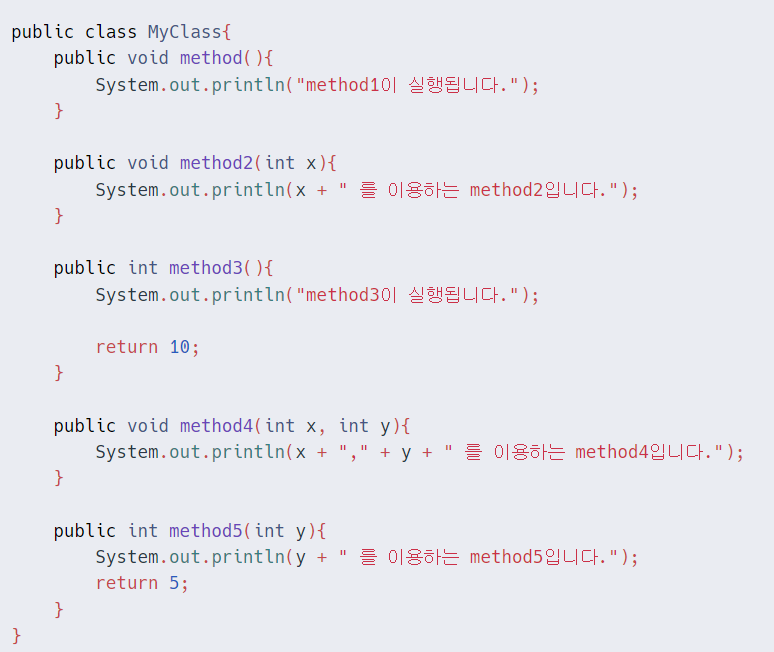 public class MyClass{
    public void method(){
        System.out.println("method1이 실행됩니다.");
    }

    public void method2(int x){
        System.out.println(x + " 를 이용하는 method2입니다.");
    }

    public int method3(){
        System.out.println("method3이 실행됩니다.");

        return 10;
    }

    public void method4(int x, int y){
        System.out.println(x + "," + y + " 를 이용하는 method4입니다.");
    }

    public int method5(int y){
        System.out.println(y + " 를 이용하는 method5입니다.");
        return 5;
    }
}